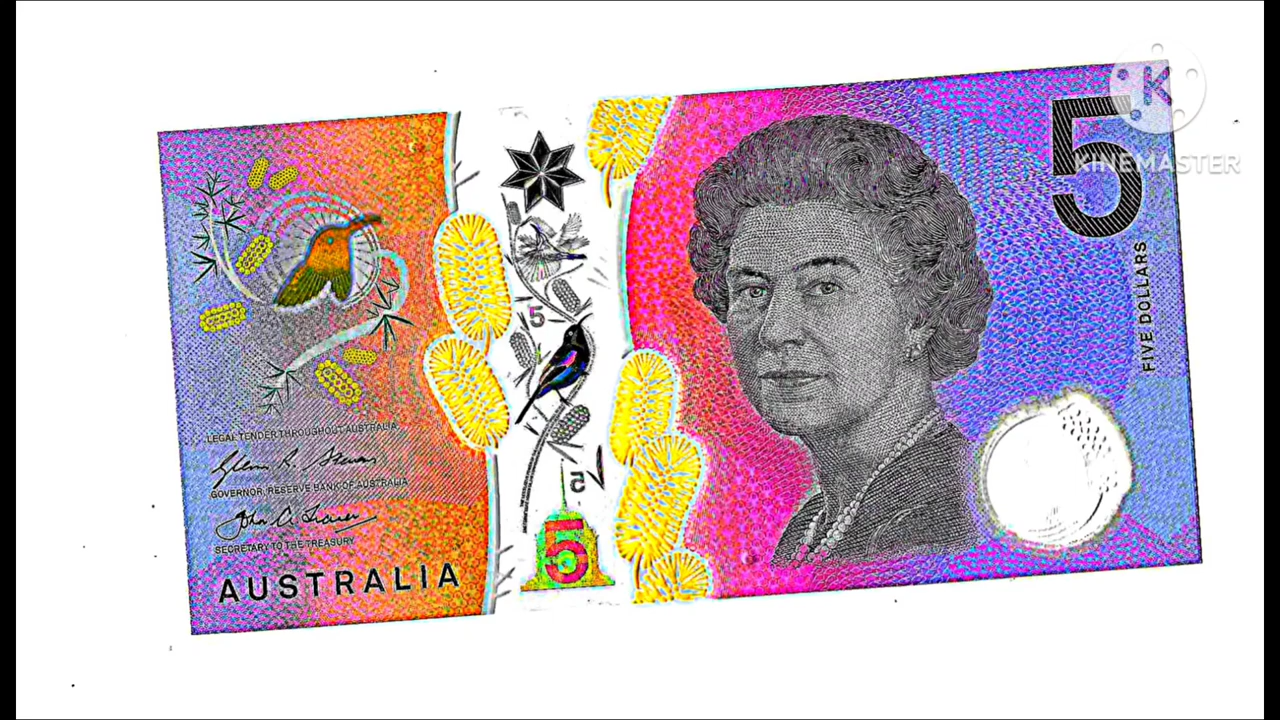 K
KINEMASTER
5
FIVE DOLLARS
5
5
5
LEGAL TENDER THROUGHOUT AUSTRALIA
GOVERNOR, RESERVE BANK OF AUSTRALIA
SECRETARY TO THE TREASURY
AUSTRALIA